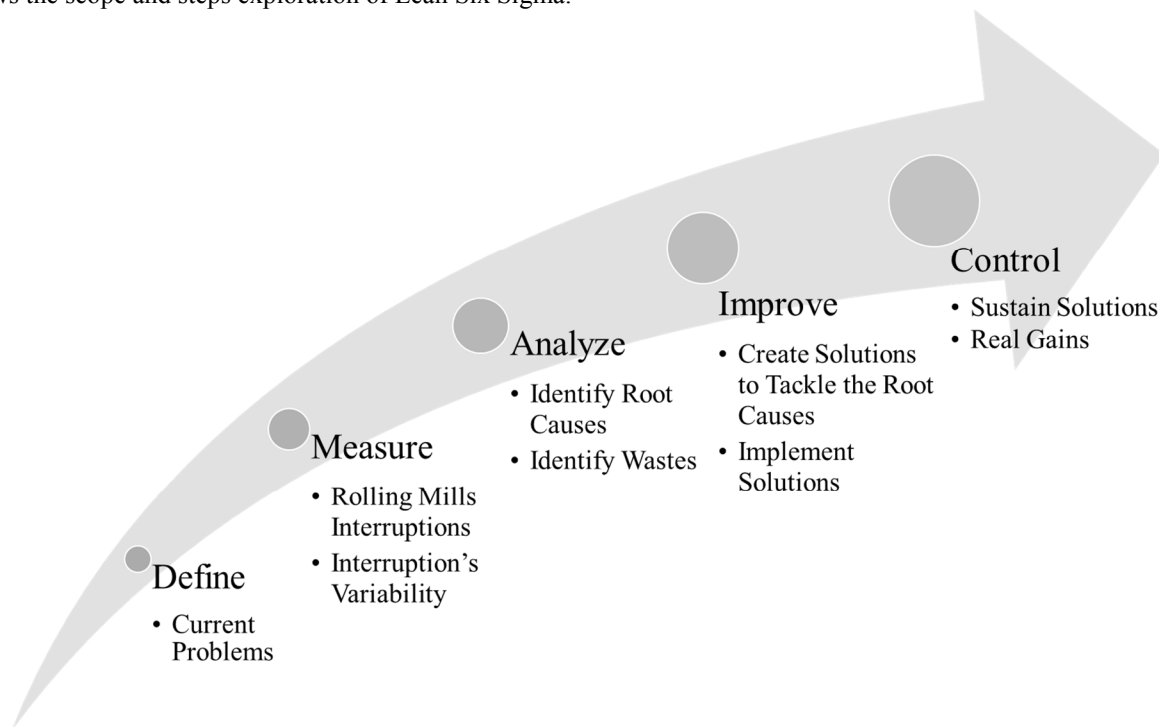 the scope and steps exploration of Lean Six Sigma.
Define
• Current
Problems
Measure
• Rolling Mills
Interruptions
• Interruption’s
Variability
Analyze
• Identify Root
Causes
• Identify Wastes
Improve
• Create Solutions
to Tackle the Root
Causes
• Implement
Solutions
Control
• Sustain Solutions
• Real Gains